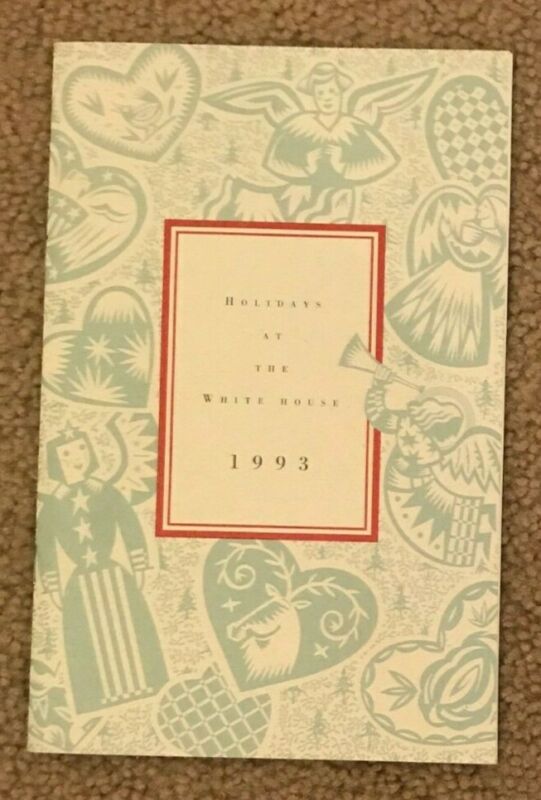 HOLIDAYS
AT
THE
WHITE HOUSE
1993